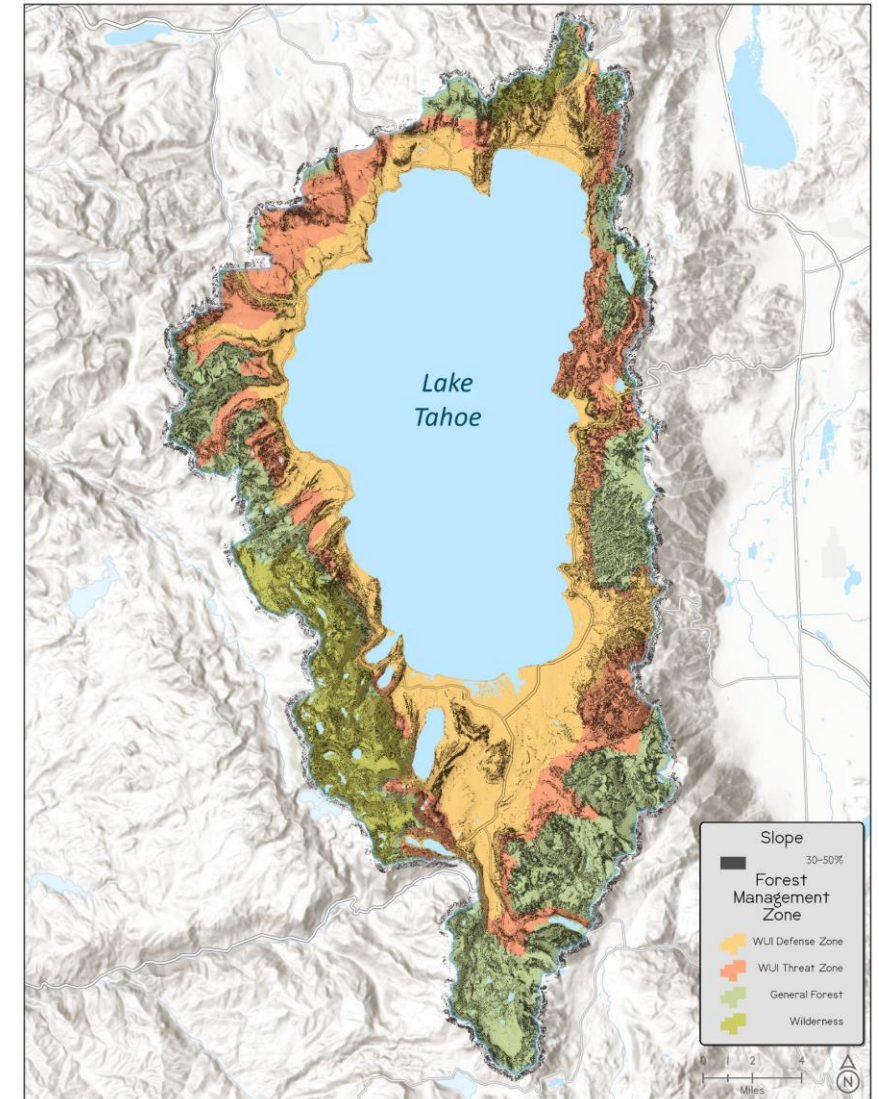 Lake
Tahoe
Slope
30-50%
Forest
Management
Zone
WUI Defense Zone
WUI Threat Zone
General Forest
Wilderness
0 1 2 4
Miles
N